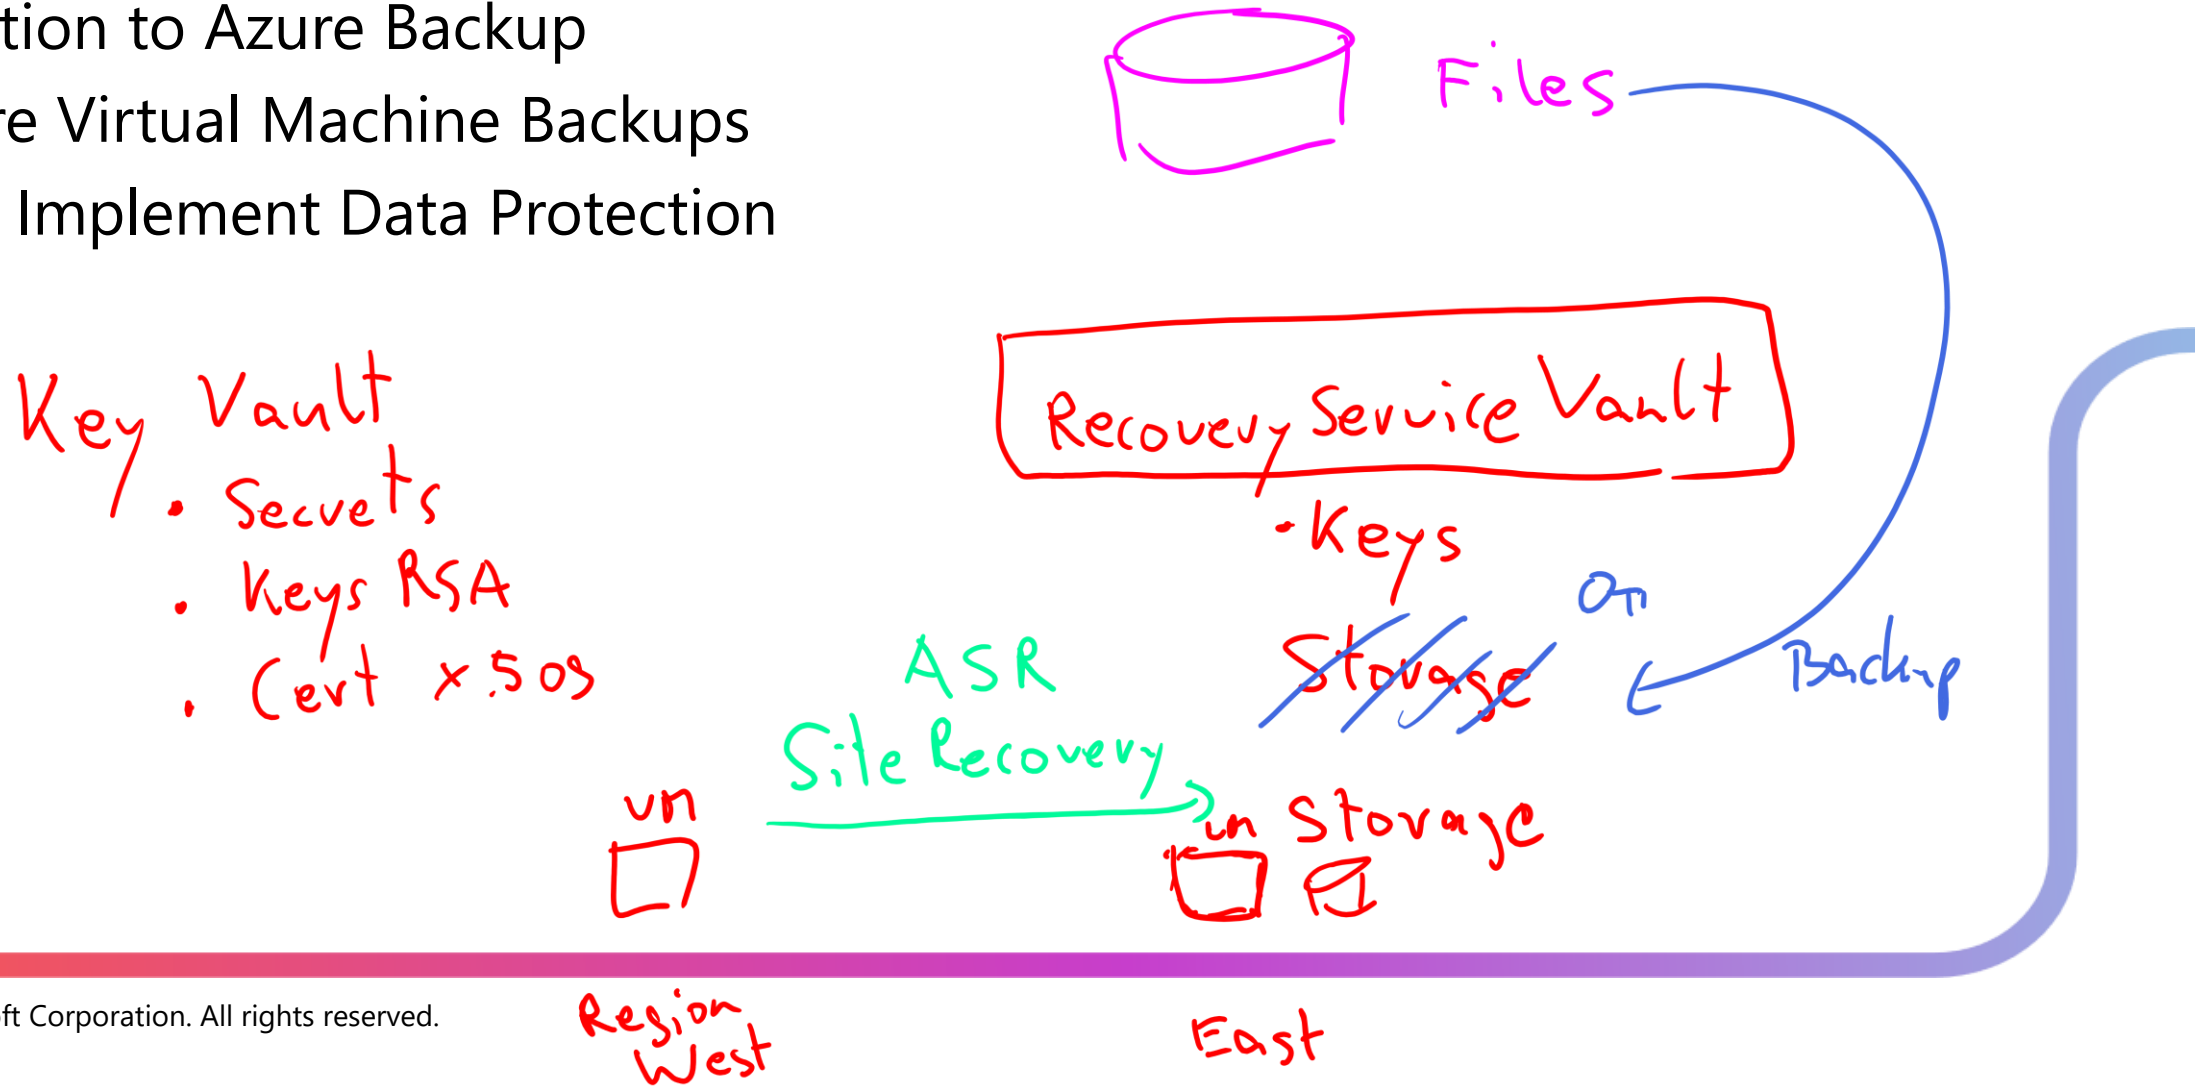 tion to Azure Backup
re Virtual Machine Backups
Implement Data Protection
Files
Key Vault
• Secrets
• Keys RSA
• Cert x.509
Recovery Service Vault
• Keys
Storage
On
Backup
ASR
Site Recovery
VM
VM
Storage
ft Corporation. All rights reserved.
Region
West
East